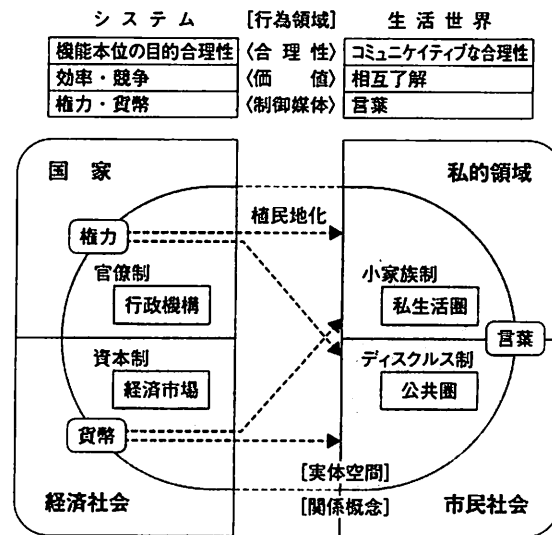 システム [行為領域] 生活世界
機能本位の目的合理性 〈合理性〉 コミュニケイティブな合理性
効率・競争 〈価値〉 相互了解
権力・貨幣 〈制御媒体〉 言葉
国家 私的領域
植民地化
権力
官僚制 小家族制
行政機構 私生活圏
言葉
資本制 ディスクルス制
経済市場 公共圏
貨幣
[実体空間]
経済社会 [関係概念] 市民社会